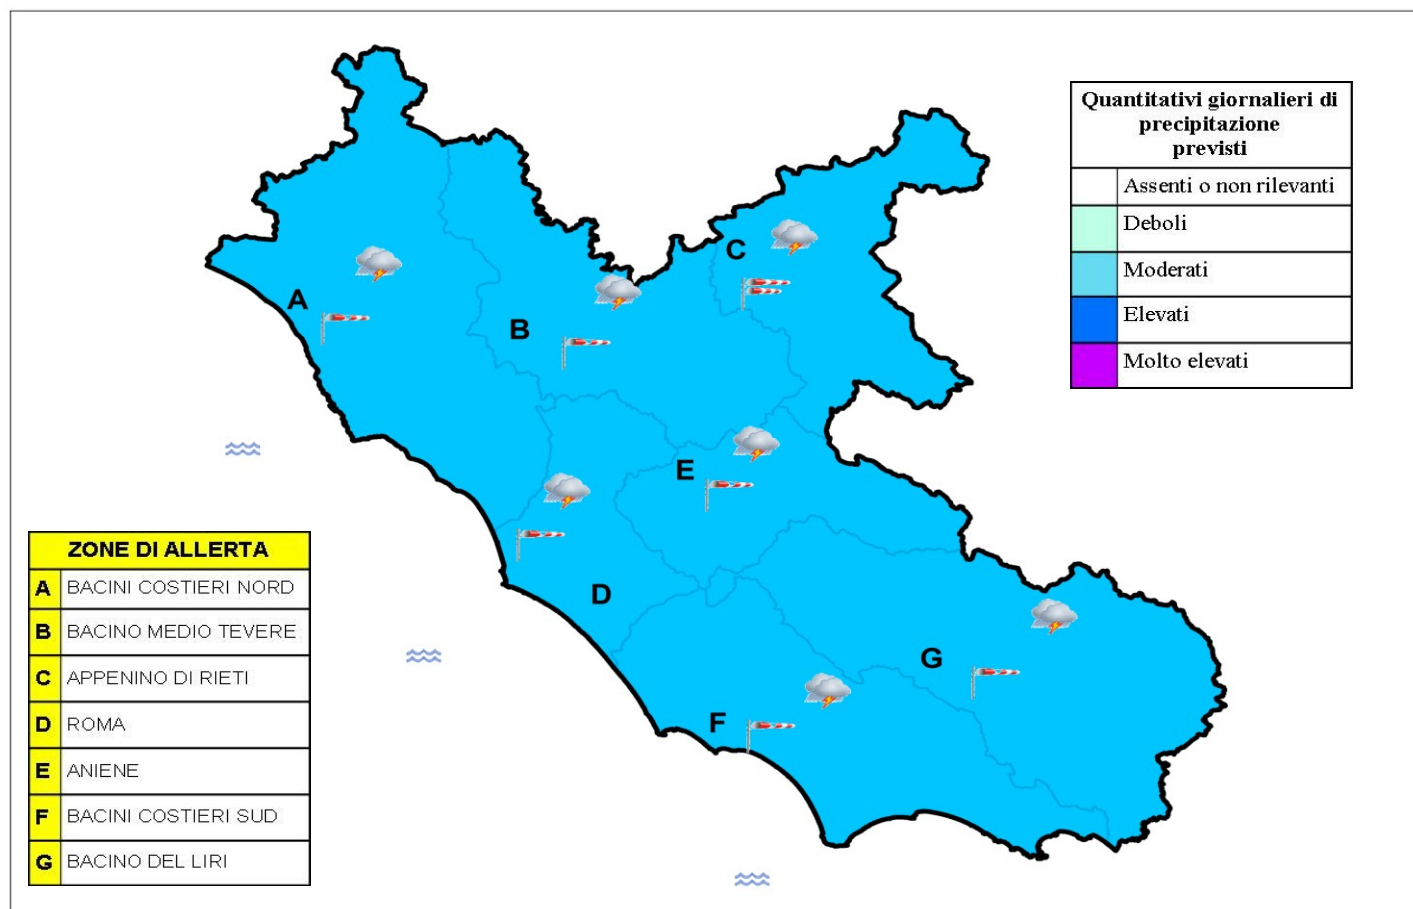 Quantitativi giornalieri di
precipitazione
previsti
Assenti o non rilevanti
Deboli
Moderati
Elevati
Molto elevati
A
B
C
D
E
F
G
ZONE DI ALLERTA
A BACINI COSTIERI NORD
B BACINO MEDIO TEVERE
C APPENINO DI RIETI
D ROMA
E ANIENE
F BACINI COSTIERI SUD
G BACINO DEL LIRI